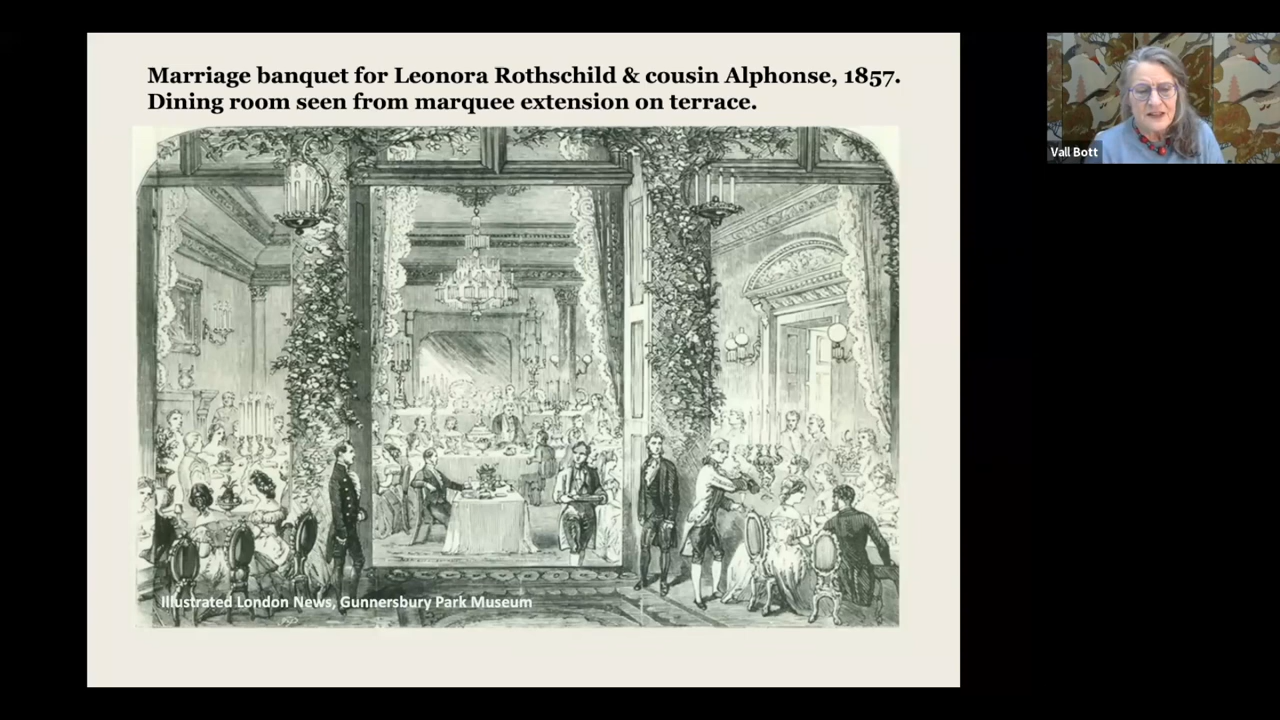 Marriage banquet for Leonora Rothschild & cousin Alphonse, 1857.
Dining room seen from marquee extension on terrace.
Vall Bott
Illustrated London News, Gunnersbury Park Museum